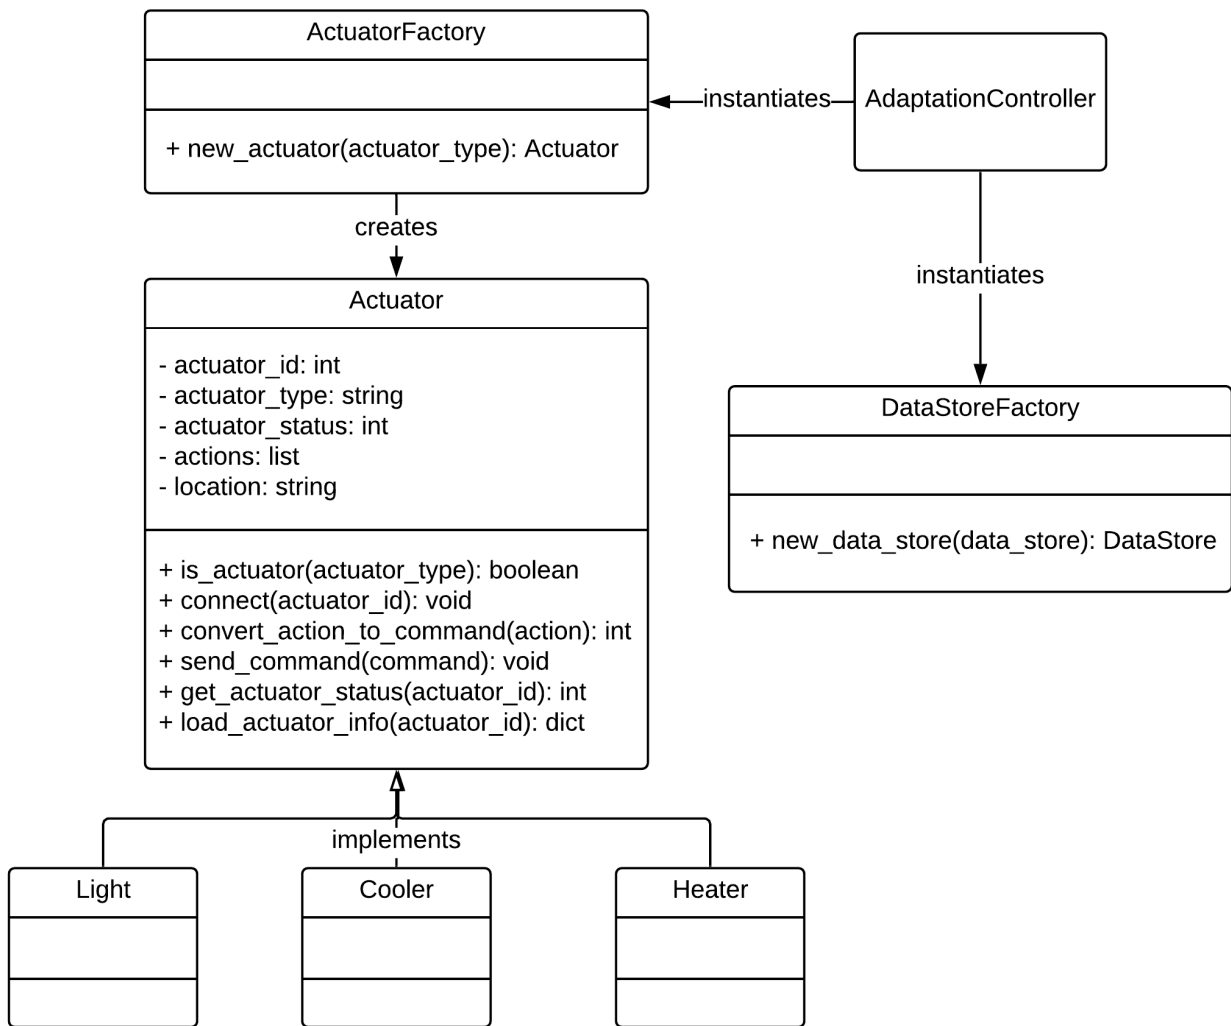 ActuatorFactory
+ new_actuator(actuator_type): Actuator
instantiates
AdaptationController
creates
instantiates
Actuator
- actuator_id: int
- actuator_type: string
- actuator_status: int
- actions: list
- location: string
+ is_actuator(actuator_type): boolean
+ connect(actuator_id): void
+ convert_action_to_command(action): int
+ send_command(command): void
+ get_actuator_status(actuator_id): int
+ load_actuator_info(actuator_id): dict
DataStoreFactory
+ new_data_store(data_store): DataStore
implements
Light
Cooler
Heater